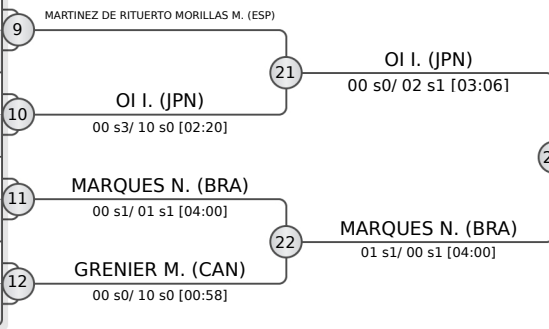 9
MARTINEZ DE RITUERTO MORILLAS M. (ESP)
21
OI I. (JPN)
00 s0/ 02 s1 [03:06]
10
OI I. (JPN)
00 s3/ 10 s0 [02:20]
11
MARQUES N. (BRA)
00 s1/ 01 s1 [04:00]
22
MARQUES N. (BRA)
01 s1/ 00 s1 [04:00]
12
GRENIER M. (CAN)
00 s0/ 10 s0 [00:58]